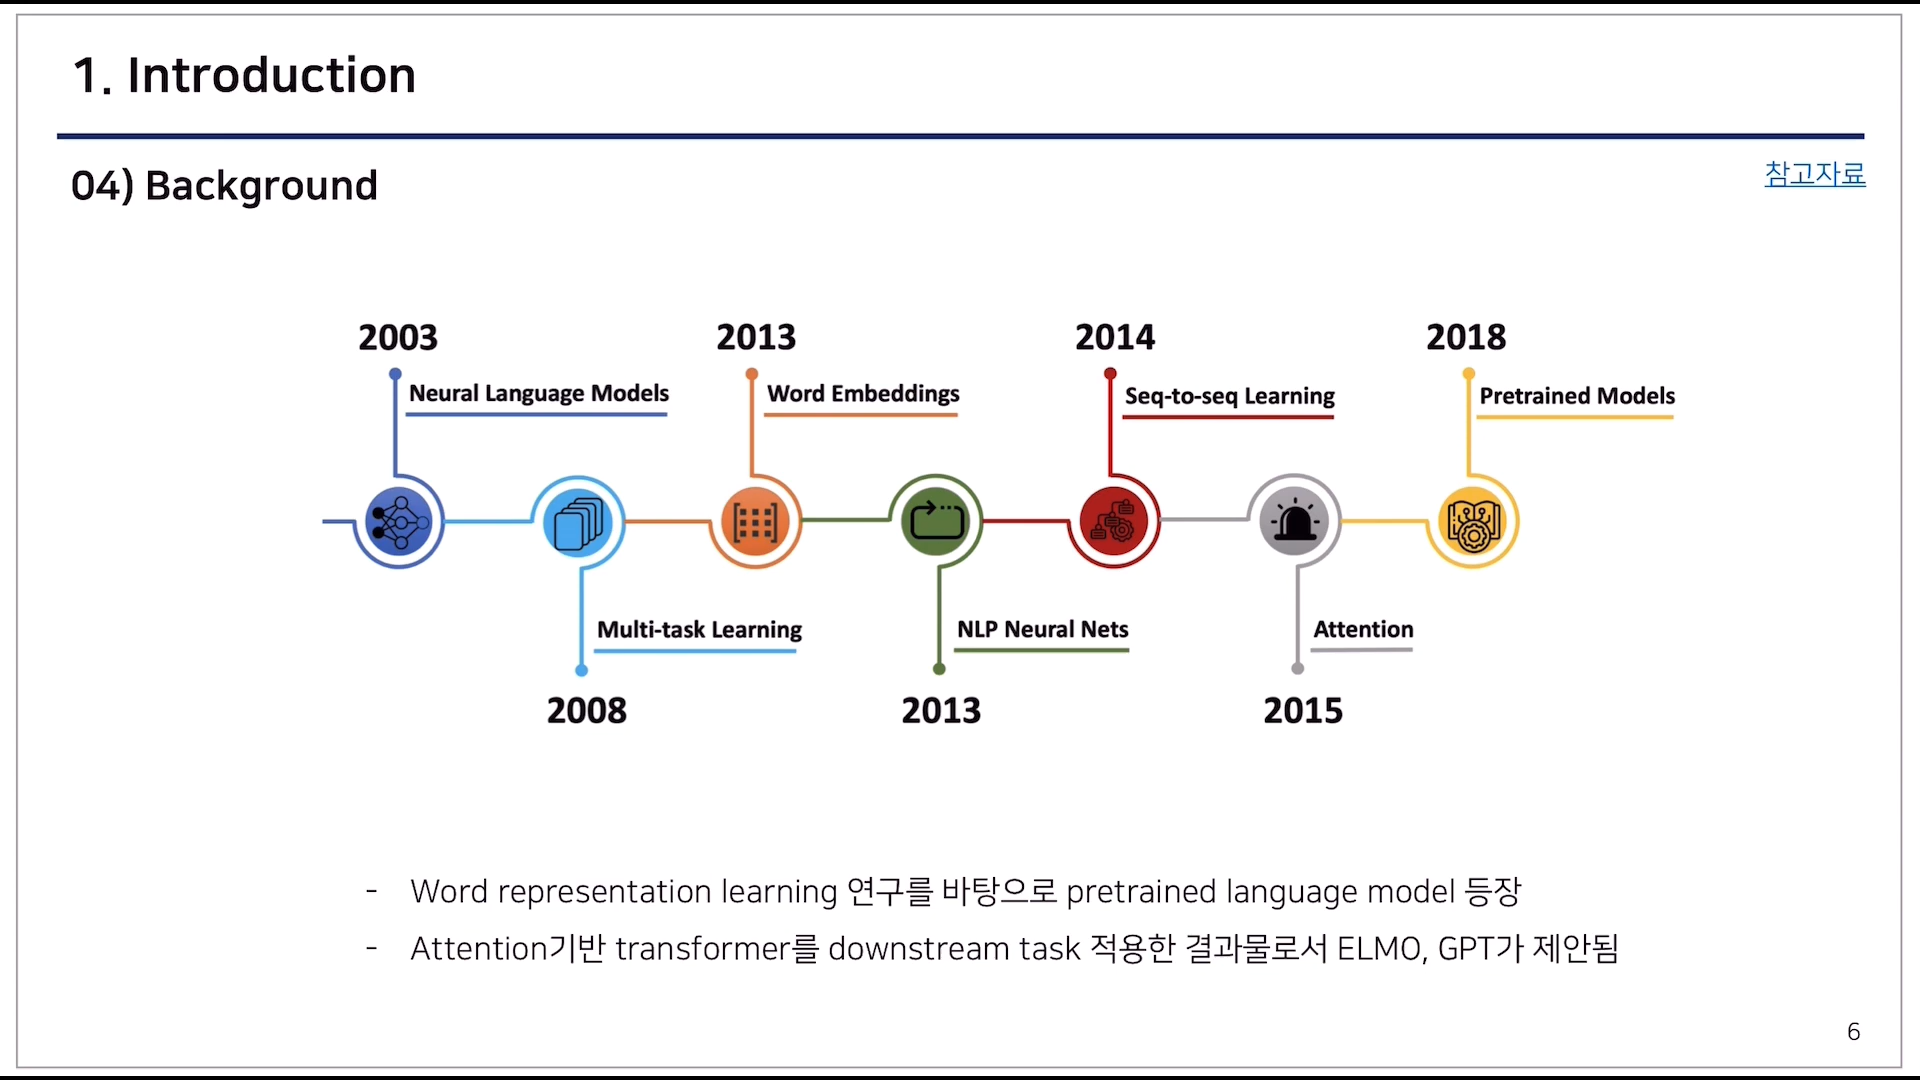 1. Introduction
04) Background
참고자료
2003
2013
2014
2018
Neural Language Models
Word Embeddings
Seq-to-seq Learning
Pretrained Models
Multi-task Learning
NLP Neural Nets
Attention
2008
2013
2015
- Word representation learning 연구를 바탕으로 pretrained language model 등장
- Attention기반 transformer를 downstream task 적용한 결과물로서 ELMO, GPT가 제안됨
6